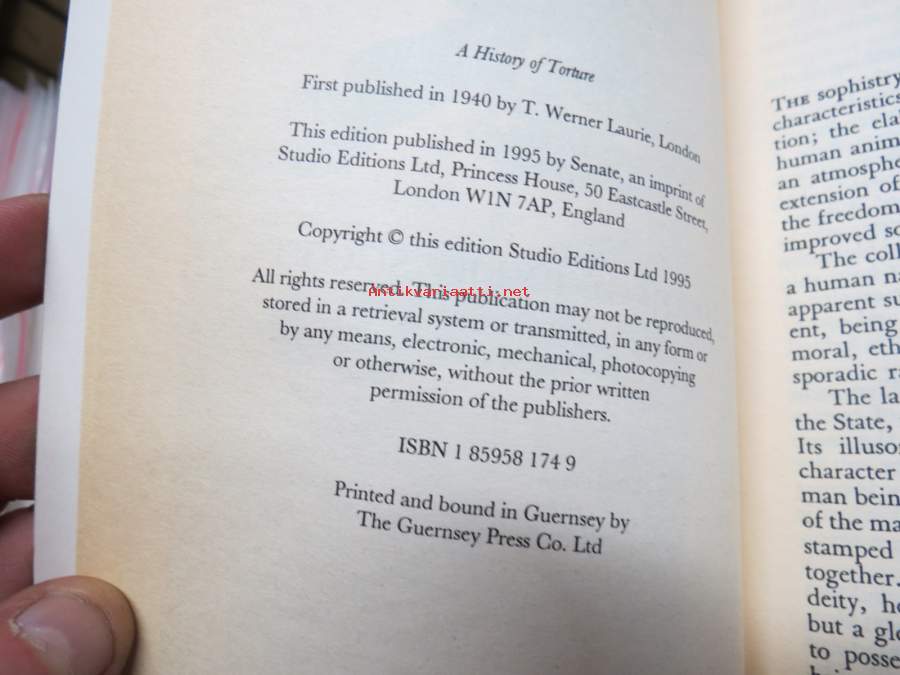 A History of Torture
First published in 1940 by T. Werner Laurie, London
This edition published in 1995 by Senate, an imprint of
Studio Editions Ltd, Princess House, 50 Eastcastle Street,
London W1N 7AP, England
Copyright © this edition Studio Editions Ltd 1995
All rights reserved. This publication may not be reproduced,
stored in a retrieval system or transmitted, in any form or
by any means, electronic, mechanical, photocopying
or otherwise, without the prior written
permission of the publishers.
ISBN 1 85958 174 9
Printed and bound in Guernsey by
The Guernsey Press Co. Ltd
Antikvariaatti.net
THE sophistry
characteristics
tion; the ela
human anim
an atmosphe
extension of
the freedom
improved so
The coll
a human na
apparent su
ent, being
moral, eth
sporadic ra
The la
the State,
Its illuso
character
man bein
of the ma
stamped
together.
deity, he
but a glo
to posse